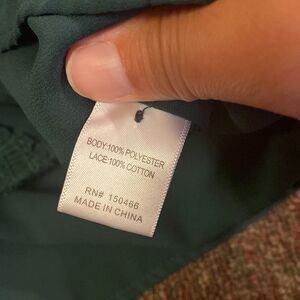 BODY:100% POLYESTER
LACE:100% COTTON
RN# 150466
MADE IN CHINA